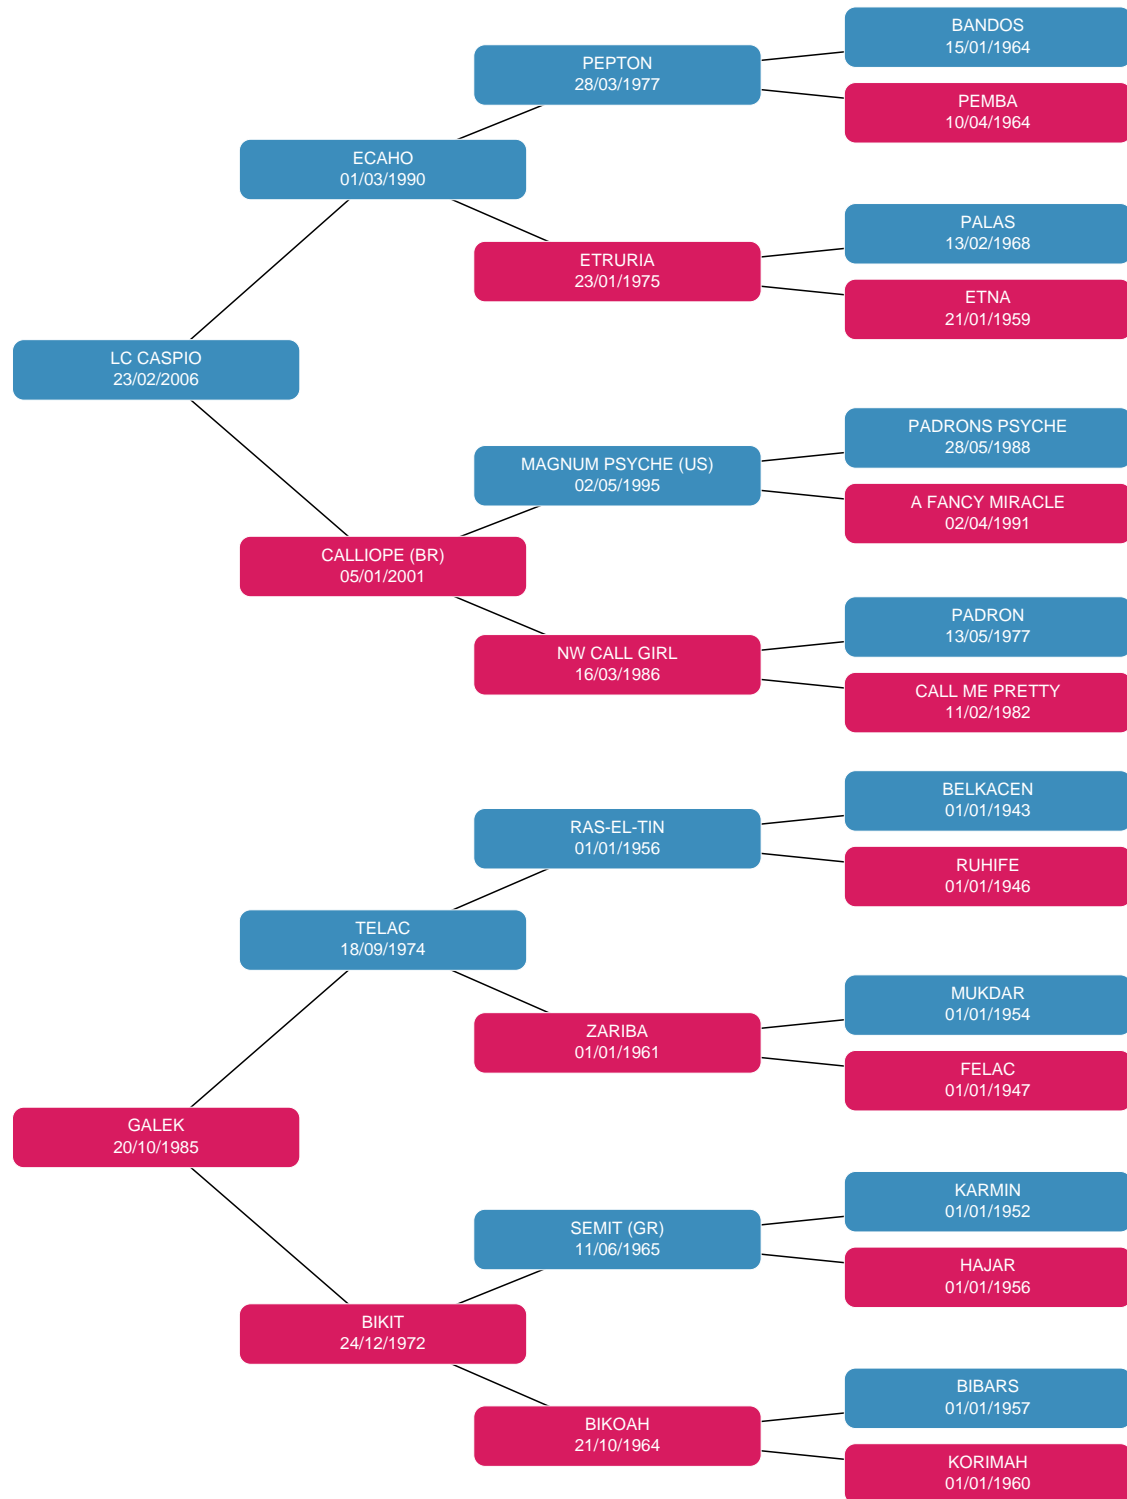 BANDOS
15/01/1964
PEPTON
28/03/1977
PEMBA
10/04/1964
ECAHO
01/03/1990
PALAS
13/02/1968
ETRURIA
23/01/1975
ETNA
21/01/1959
LC CASPIO
23/02/2006
PADRONS PSYCHE
28/05/1988
MAGNUM PSYCHE (US)
02/05/1995
A FANCY MIRACLE
02/04/1991
CALLIOPE (BR)
05/01/2001
PADRON
13/05/1977
NW CALL GIRL
16/03/1986
CALL ME PRETTY
11/02/1982
BELKACEN
01/01/1943
RAS-EL-TIN
01/01/1956
RUHIFE
01/01/1946
TELAC
18/09/1974
MUKDAR
01/01/1954
ZARIBA
01/01/1961
FELAC
01/01/1947
GALEK
20/10/1985
KARMIN
01/01/1952
SEMIT (GR)
11/06/1965
HAJAR
01/01/1956
BIKIT
24/12/1972
BIBARS
01/01/1957
BIKOAH
21/10/1964
KORIMAH
01/01/1960